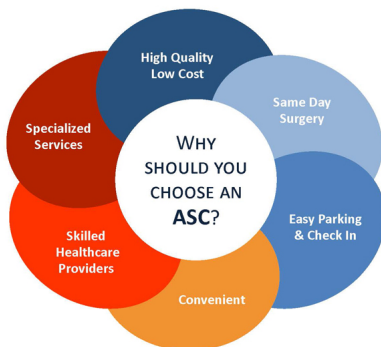 High Quality
Low Cost
Same Day
Surgery
Easy Parking
& Check In
Convenient
Skilled
Healthcare
Providers
Specialized
Services
WHY
SHOULD YOU
CHOOSE AN
ASC?